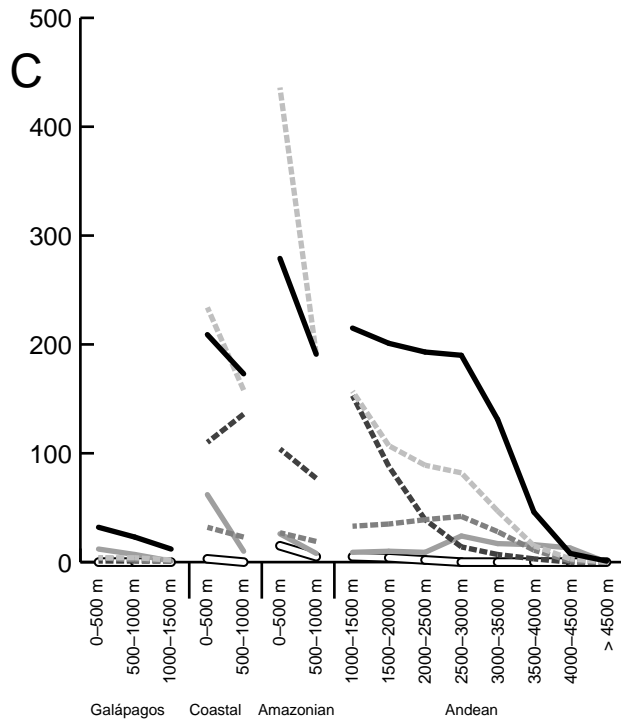 C
500
400
300
200
100
0
0–500 m
500–1000 m
1000–1500 m
0–500 m
500–1000 m
0–500 m
500–1000 m
1000–1500 m
1500–2000 m
2000–2500 m
2500–3000 m
3000–3500 m
3500–4000 m
4000–4500 m
> 4500 m
Galápagos Coastal Amazonian Andean